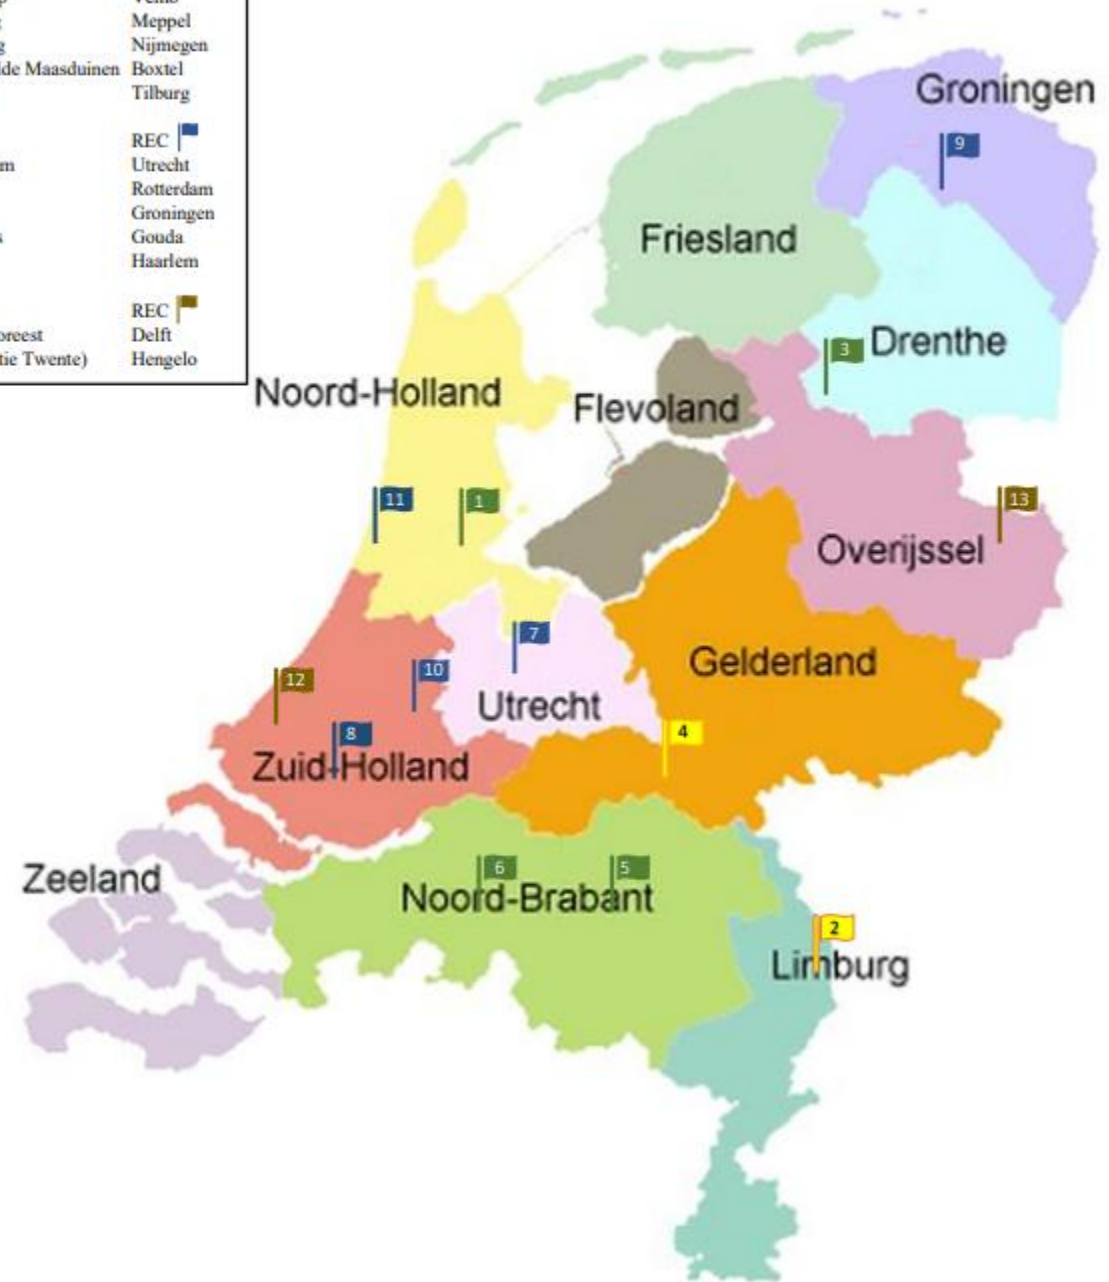 Meppel
Nijmegen
lde Maasduinen Boxtel
Tilburg
REC
m Utrecht
Rotterdam
Groningen
s Gouda
Haarlem
REC
oreest Delft
tie Twente) Hengelo
Groningen
9
Friesland
3 Drenthe
Noord-Holland
Flevoland
11
1
13
Overijssel
7
10
Gelderland
12
Utrecht
8
4
Zuid-Holland
6
5
Zeeland
Noord-Brabant
2
Limburg